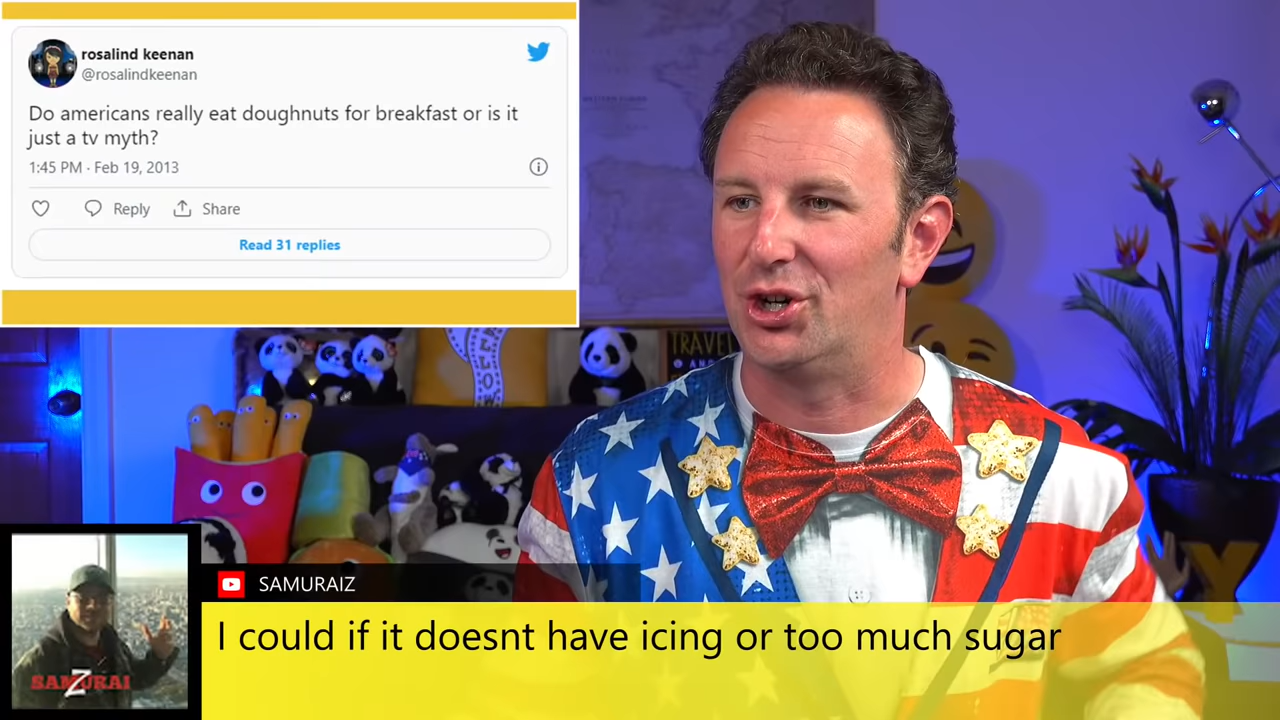 rosalind keenan
@rosalindkeenan
Do americans really eat doughnuts for breakfast or is it
just a tv myth?
1:45 PM · Feb 19, 2013
Reply
Share
Read 31 replies
TRAVEL
SAMURAIZ
I could if it doesnt have icing or too much sugar
SAMZURAI
Y